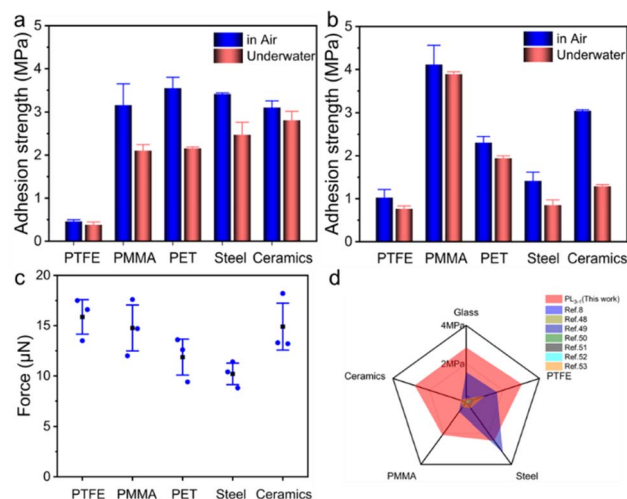 a
in Air
Underwater
Adhesion strength (MPa)
5
4
3
2
1
0
PTFE PMMA PET Steel Ceramics
b
in Air
Underwater
Adhesion strength (MPa)
5
4
3
2
1
0
PTFE PMMA PET Steel Ceramics
c
Force (μN)
20
15
10
5
0
PTFE PMMA PET Steel Ceramics
d
PL₃₋₁(This work)
Ref.8
Ref.48
Ref.49
Ref.50
Ref.51
Ref.52
Ref.53
Glass
4MPa
2MPa
Ceramics
PTFE
PMMA
Steel